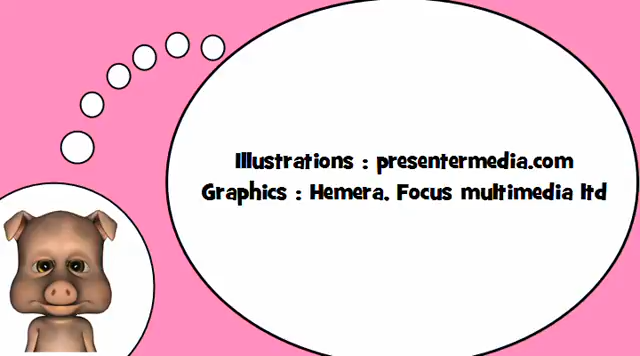 Illustrations : presentermedia.com
Graphics : Hemera, Focus multimedia ltd